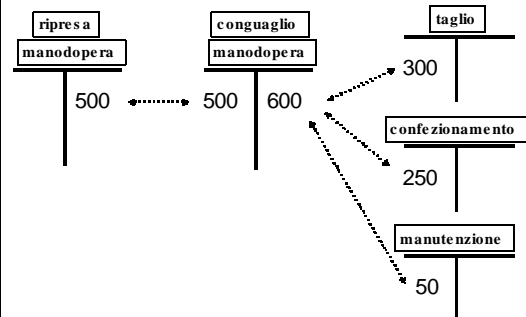 ripresa
manodopera
500
conguaglio
manodopera
500 600
taglio
300
confezionamento
250
manutenzione
50